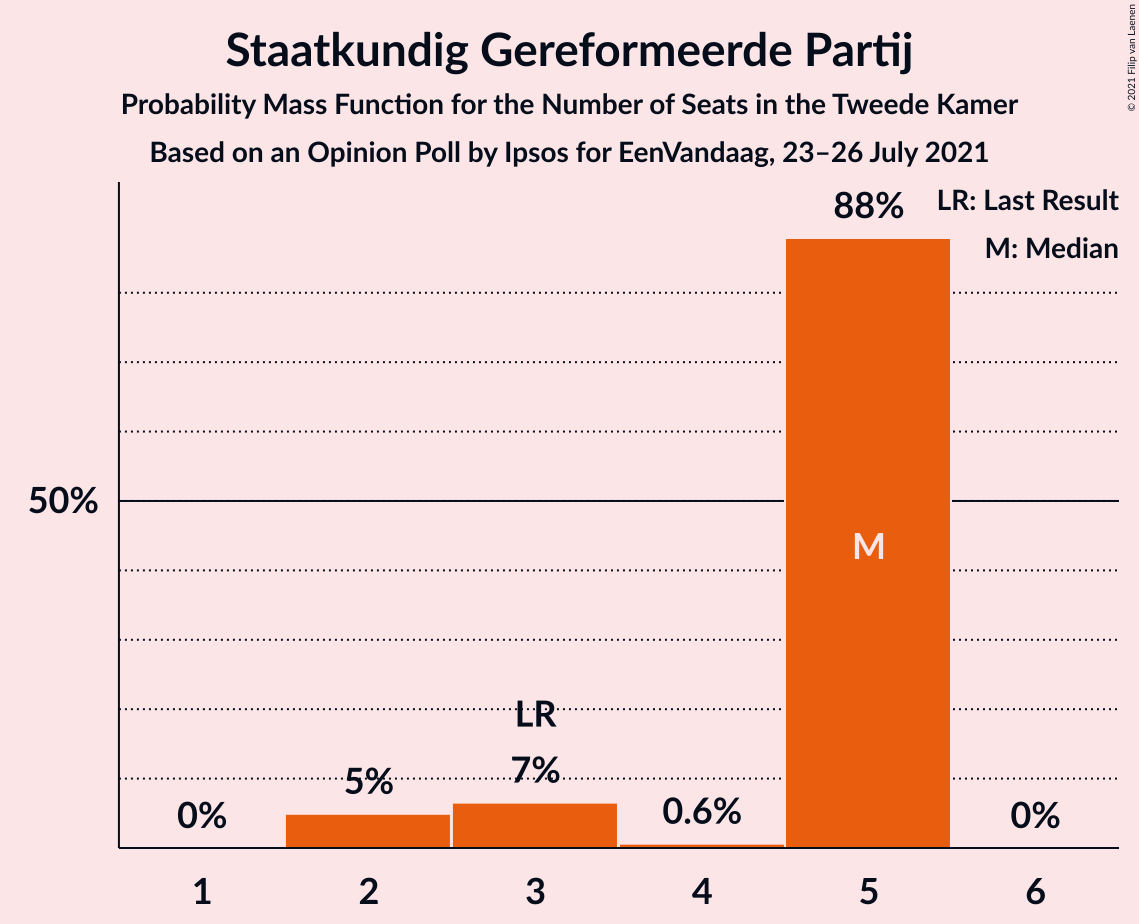 Staatkundig Gereformeerde Partij
Probability Mass Function for the Number of Seats in the Tweede Kamer
Based on an Opinion Poll by Ipsos for EenVandaag, 23–26 July 2021
© 2021 Filip van Laenen
LR: Last Result
M: Median
88%
50%
M
LR
0%
5%
7%
0.6%
0%
1
2
3
4
5
6